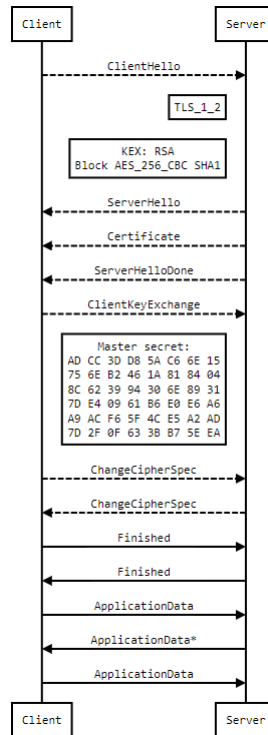 Client Server
ClientHello
TLS_1_2
KEX: RSA
Block AES_256_CBC SHA1
ServerHello
Certificate
ServerHelloDone
ClientKeyExchange
Master secret:
AD CC 3D D8 5A C6 6E 15
75 6E B2 46 1A 81 84 04
8C 62 39 94 30 6E 89 31
7D E4 09 61 B6 E0 E6 A6
A9 AC F6 5F 4C E5 A2 AD
7D 2F 0F 63 3B B7 5E EA
ChangeCipherSpec
ChangeCipherSpec
Finished
Finished
ApplicationData
ApplicationData*
ApplicationData
Client Server